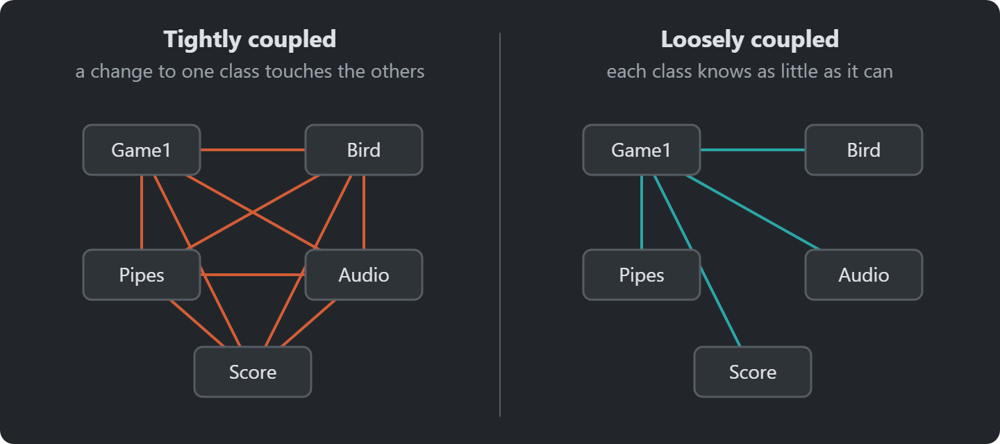 Tightly coupled
a change to one class touches the others
Game1
Bird
Pipes
Audio
Score
Loosely coupled
each class knows as little as it can
Game1
Bird
Pipes
Audio
Score